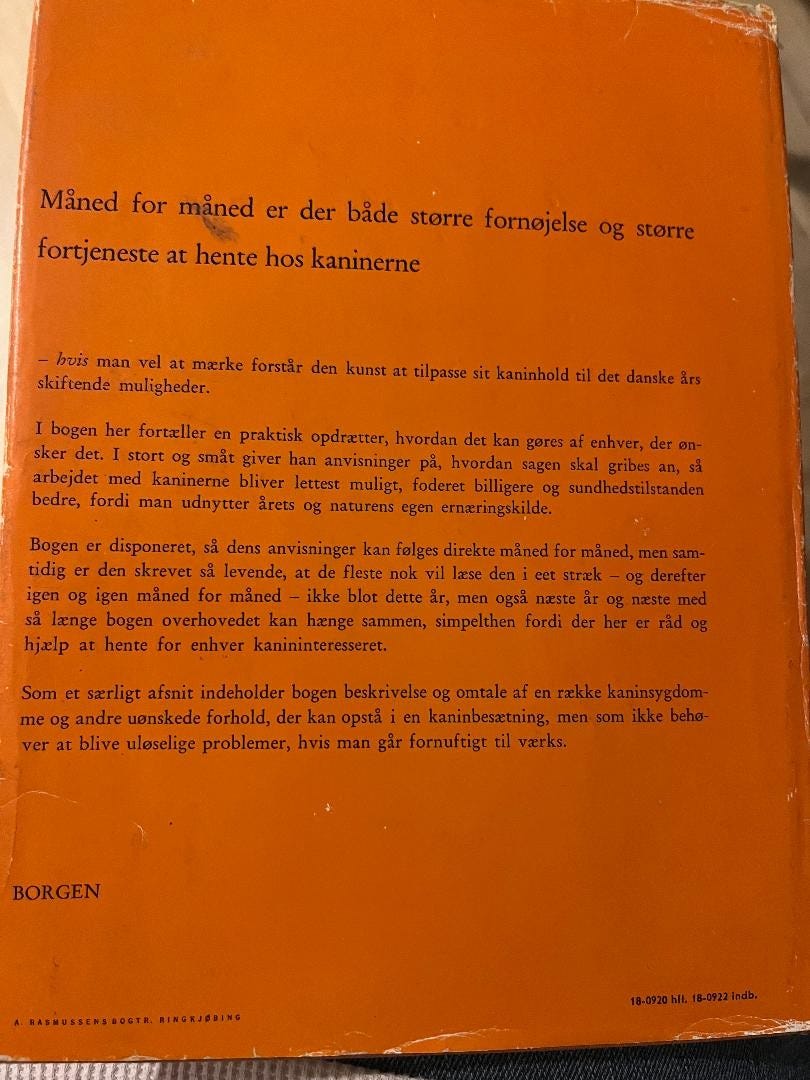 Måned for måned er der både større fornøjelse og større
fortjeneste at hente hos kaninerne
– hvis man vel at mærke forstår den kunst at tilpasse sit kaninhold til det danske års
skiftende muligheder.
I bogen her fortæller en praktisk opdrætter, hvordan det kan gøres af enhver, der øn-
sker det. I stort og småt giver han anvisninger på, hvordan sagen skal gribes an, så
arbejdet med kaninerne bliver lettest muligt, foderet billigere og sundhedstilstanden
bedre, fordi man udnytter årets og naturens egen ernæringskilde.
Bogen er disponeret, så dens anvisninger kan følges direkte måned for måned, men sam-
tidig er den skrevet så levende, at de fleste nok vil læse den i eet stræk – og derefter
igen og igen måned for måned – ikke blot dette år, men også næste år og næste med
så længe bogen overhovedet kan hænge sammen, simpelthen fordi der her er råd og
hjælp at hente for enhver kanininteresseret.
Som et særligt afsnit indeholder bogen beskrivelse og omtale af en række kaninsygdom-
me og andre uønskede forhold, der kan opstå i en kaninbesætning, men som ikke behø-
ver at blive uløselige problemer, hvis man går fornuftigt til værks.
BORGEN
18-0920 hft. 18-0922 indb.
A. RASMUSSENS BOGTR. RINGKJØBING